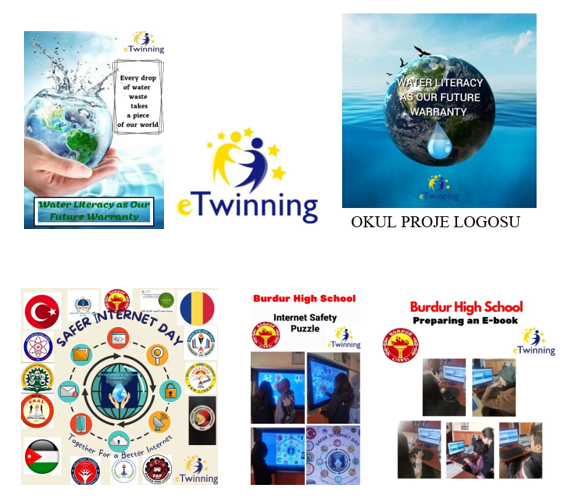 eTwinning
Every drop
of water
waste
takes
a piece
of our world
Water Literacy as Our
Future Warranty
eTwinning
WATER LITERACY
AS OUR FUTURE
WARRANTY
OKUL PROJE LOGOSU
SAFER İNTERNET DAY
Together For a Better Internet
eTwinning
Burdur High School
Internet Safety
Puzzle
eTwinning
Burdur High School
Preparing an E-book
eTwinning